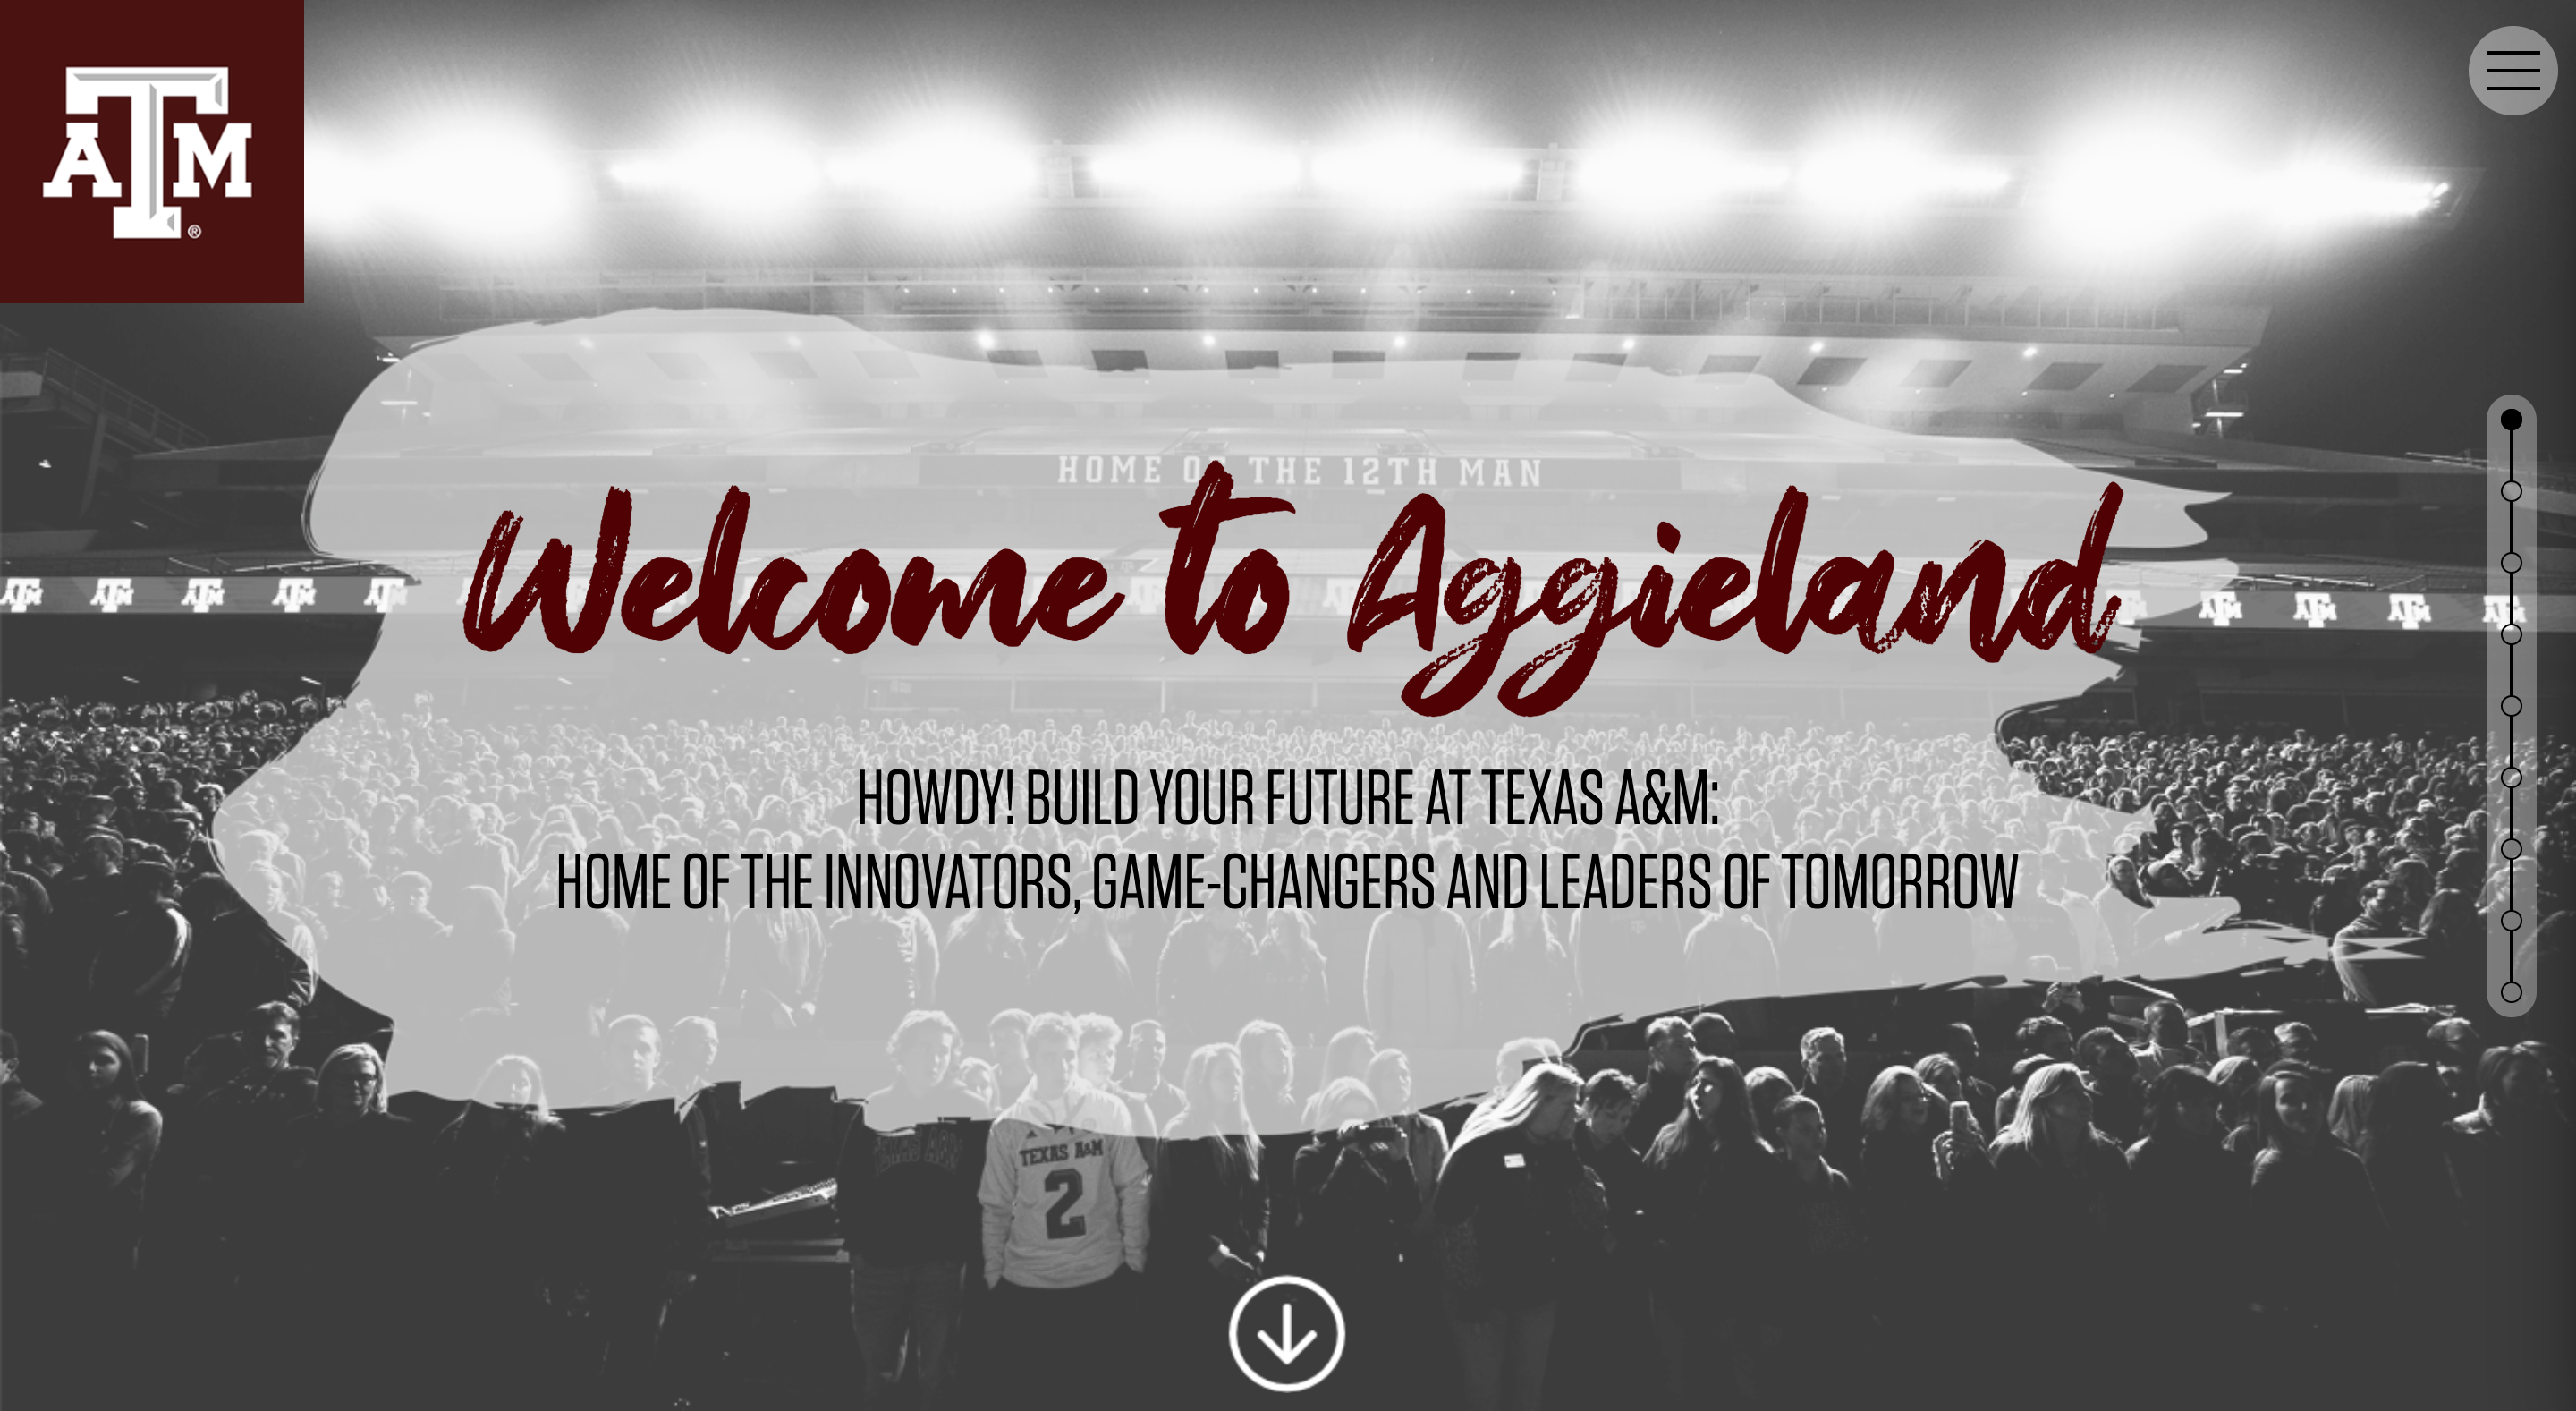 ATM®
HOME OF THE 12TH MAN
Welcome to Aggieland
HOWDY! BUILD YOUR FUTURE AT TEXAS A&M:
HOME OF THE INNOVATORS, GAME-CHANGERS AND LEADERS OF TOMORROW
TEXAS A&M
TEXAS A&M
2